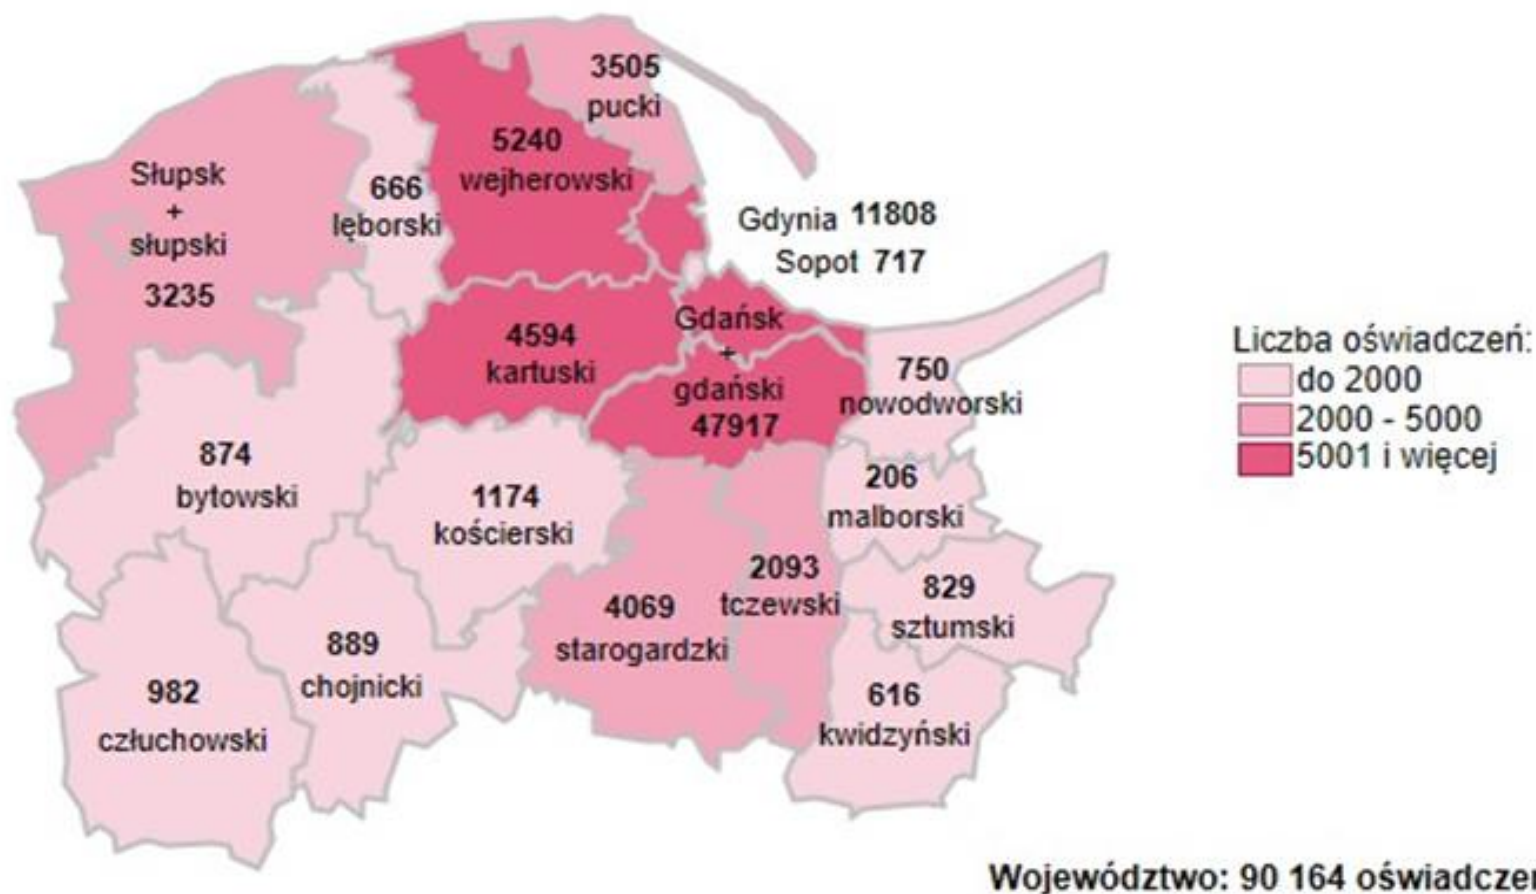 3505
pucki
5240
wejherowski
Słupsk
+
słupski
3235
666
lęborski
Gdynia 11808
Sopot 717
4594
kartuski
Gdańsk
+
gdański
47917
750
nowodworski
874
bytowski
1174
kościerski
206
malborski
2093
tczewski
829
sztumski
4069
starogardzki
889
chojnicki
982
człuchowski
616
kwidzyński
Liczba oświadczeń:
do 2000
2000 - 5000
5001 i więcej
Województwo: 90 164 oświadczeń